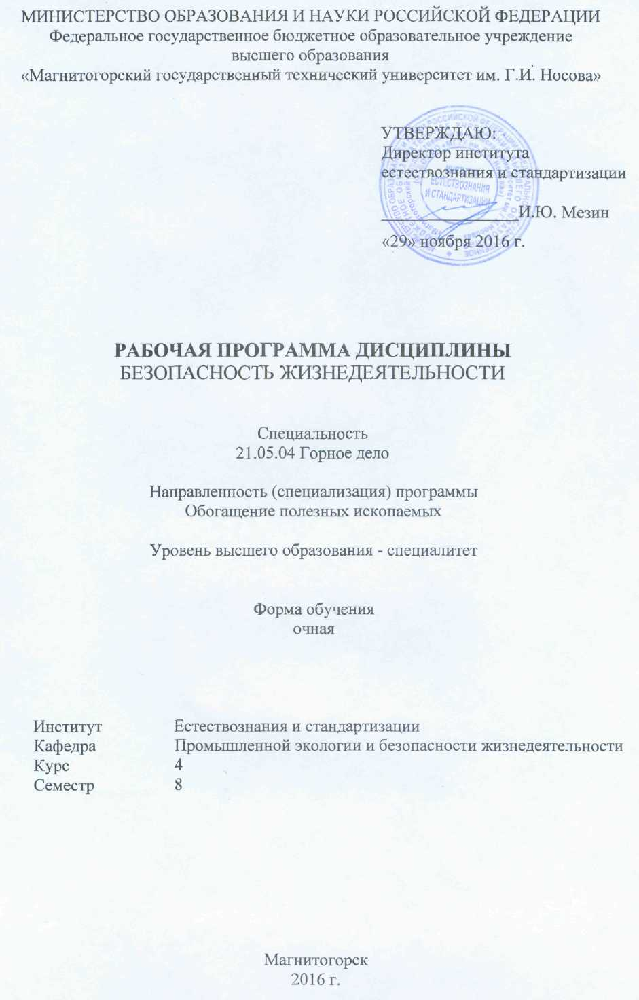 МИНИСТЕРСТВО ОБРАЗОВАНИЯ И НАУКИ РОССИЙСКОЙ ФЕДЕРАЦИИ
Федеральное государственное бюджетное образовательное учреждение
высшего образования
«Магнитогорский государственный технический университет им. Г.И. Носова»
УТВЕРЖДАЮ:
Директор института
естествознания и стандартизации
ЕСТЕСТВОЗНАНИЯ
И СТАНДАРТИЗАЦИИ
И.Ю. Мезин
«29» ноября 2016 г.
РАБОЧАЯ ПРОГРАММА ДИСЦИПЛИНЫ
БЕЗОПАСНОСТЬ ЖИЗНЕДЕЯТЕЛЬНОСТИ
Специальность
21.05.04 Горное дело
Направленность (специализация) программы
Обогащение полезных ископаемых
Уровень высшего образования - специалитет
Форма обучения
очная
Институт Естествознания и стандартизации
Кафедра Промышленной экологии и безопасности жизнедеятельности
Курс 4
Семестр 8
Магнитогорск
2016 г.